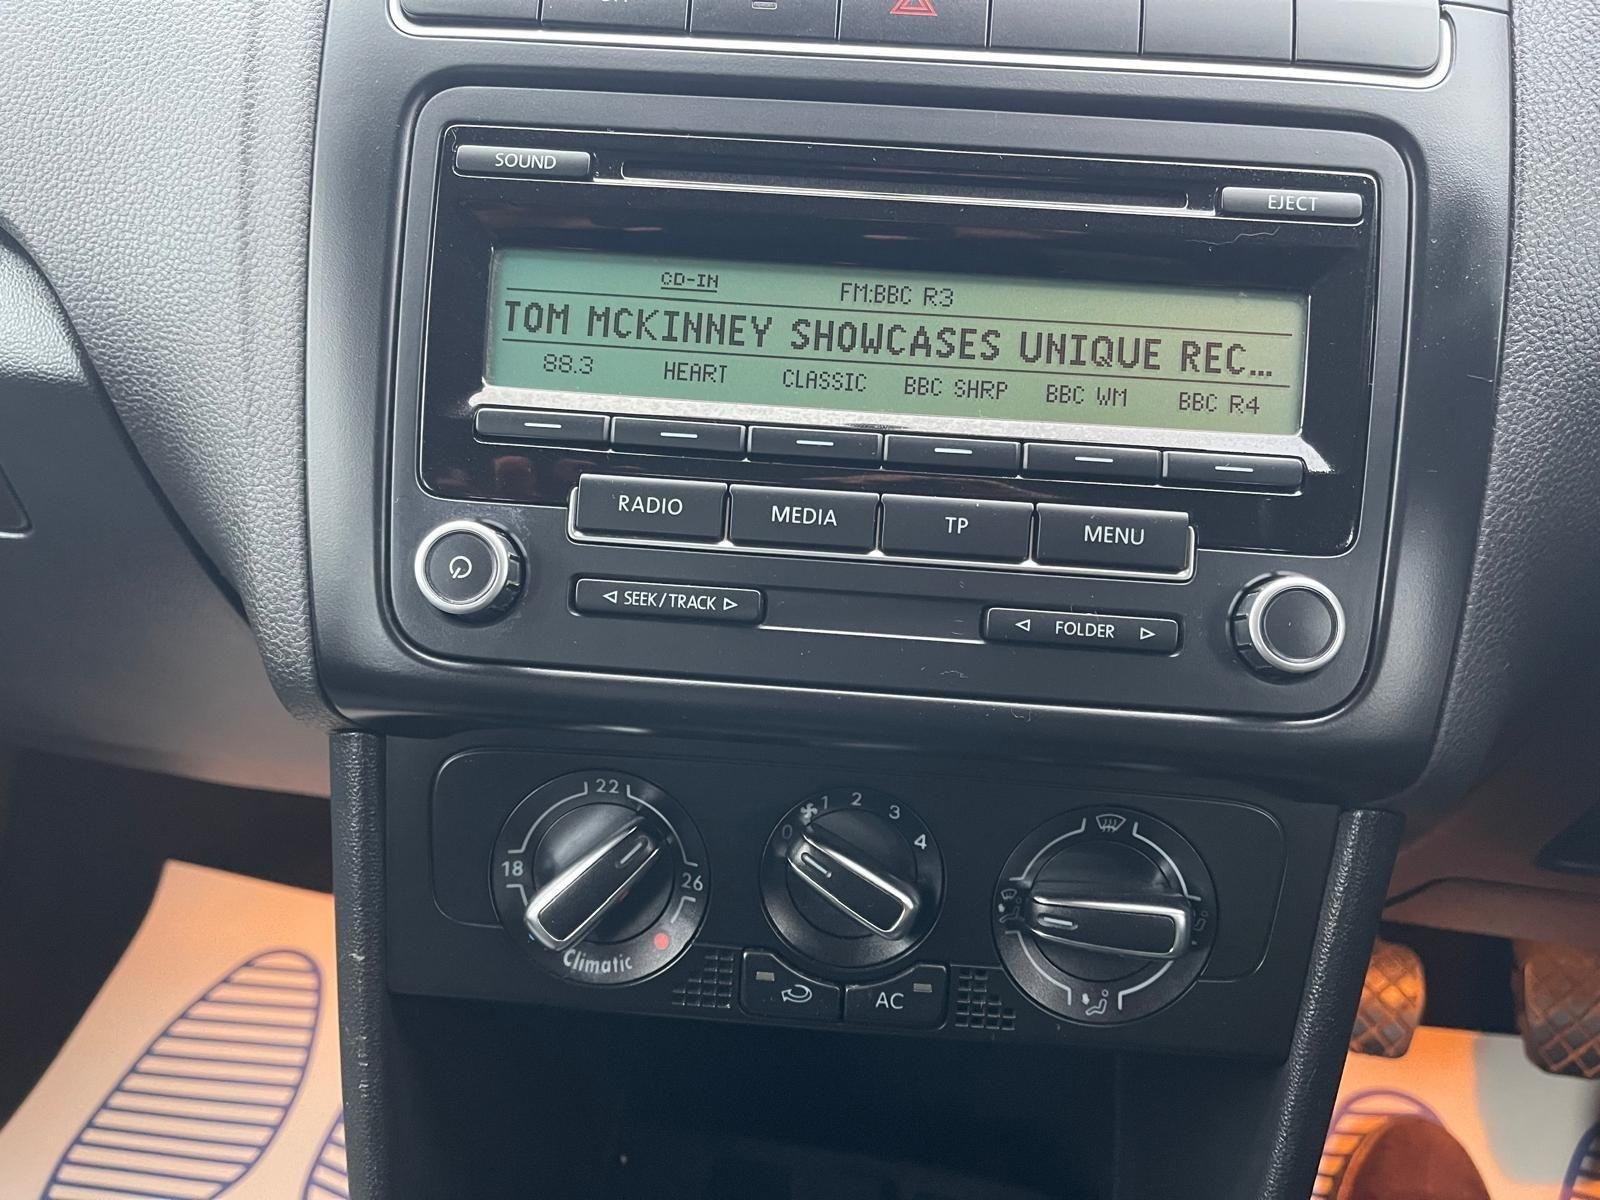 SOUND
EJECT
CD-IN FM:BBC R3
TOM MCKINNEY SHOWCASES UNIQUE REC...
88.3 HEART CLASSIC BBC SHRP BBC WM BBC R4
RADIO MEDIA TP MENU
SEEK/TRACK
FOLDER
18 22 26
Climatic
0 1 2 3 4
AC